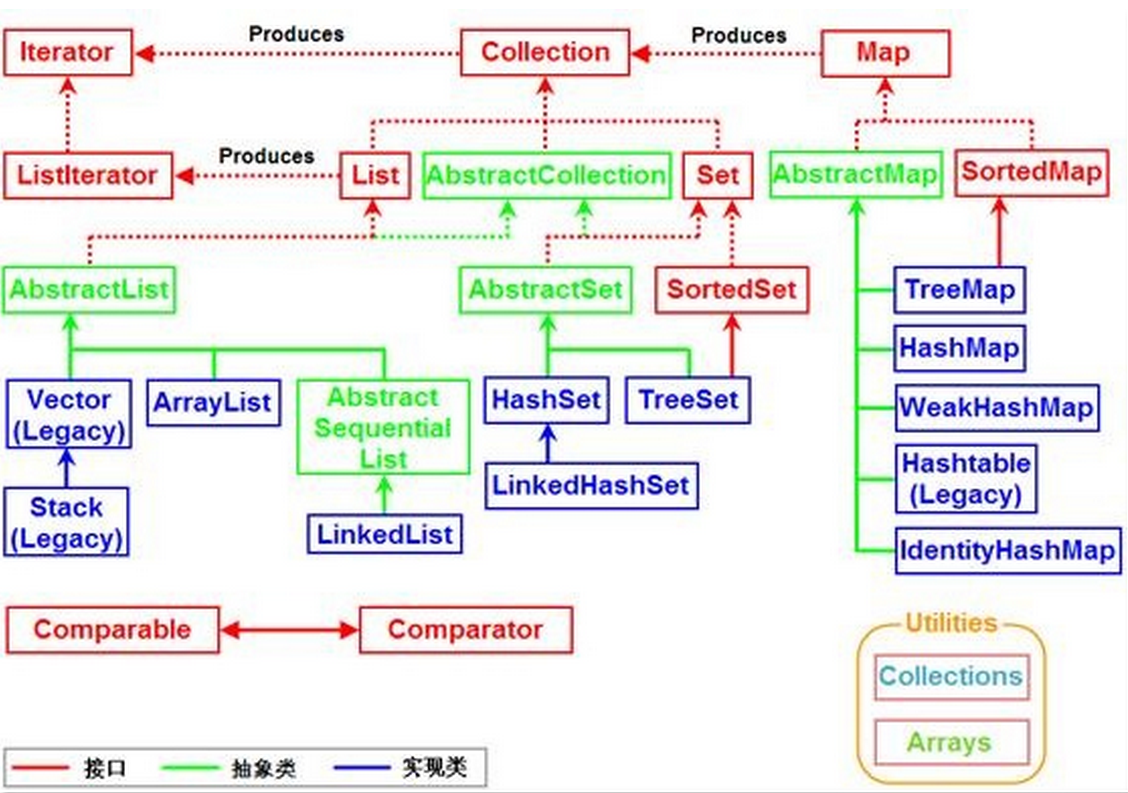 Iterator
Produces
Collection
Produces
Map
ListIterator
Produces
List
AbstractCollection
Set
AbstractMap
SortedMap
AbstractList
AbstractSet
SortedSet
TreeMap
HashMap
Vector
(Legacy)
ArrayList
Abstract
Sequential
List
HashSet
TreeSet
WeakHashMap
Stack
(Legacy)
LinkedList
LinkedHashSet
Hashtable
(Legacy)
IdentityHashMap
Comparable
Comparator
Utilities
Collections
Arrays
接口
抽象类
实现类